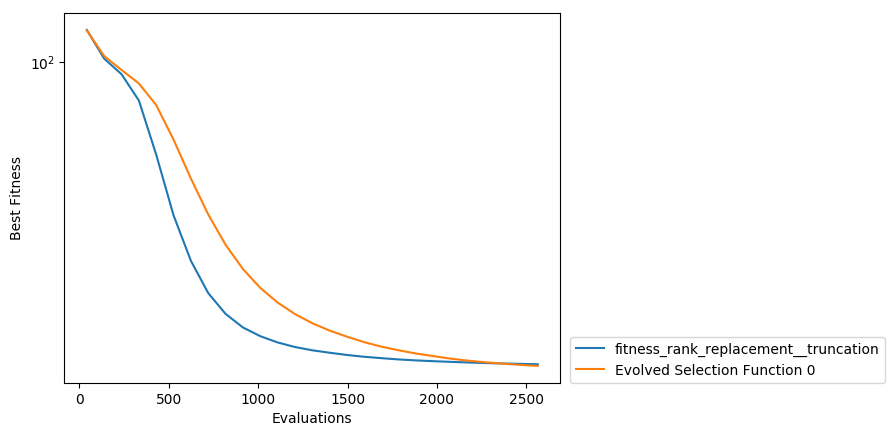 10²
Best Fitness
0 500 1000 1500 2000 2500
Evaluations
fitness_rank_replacement__truncation
Evolved Selection Function 0